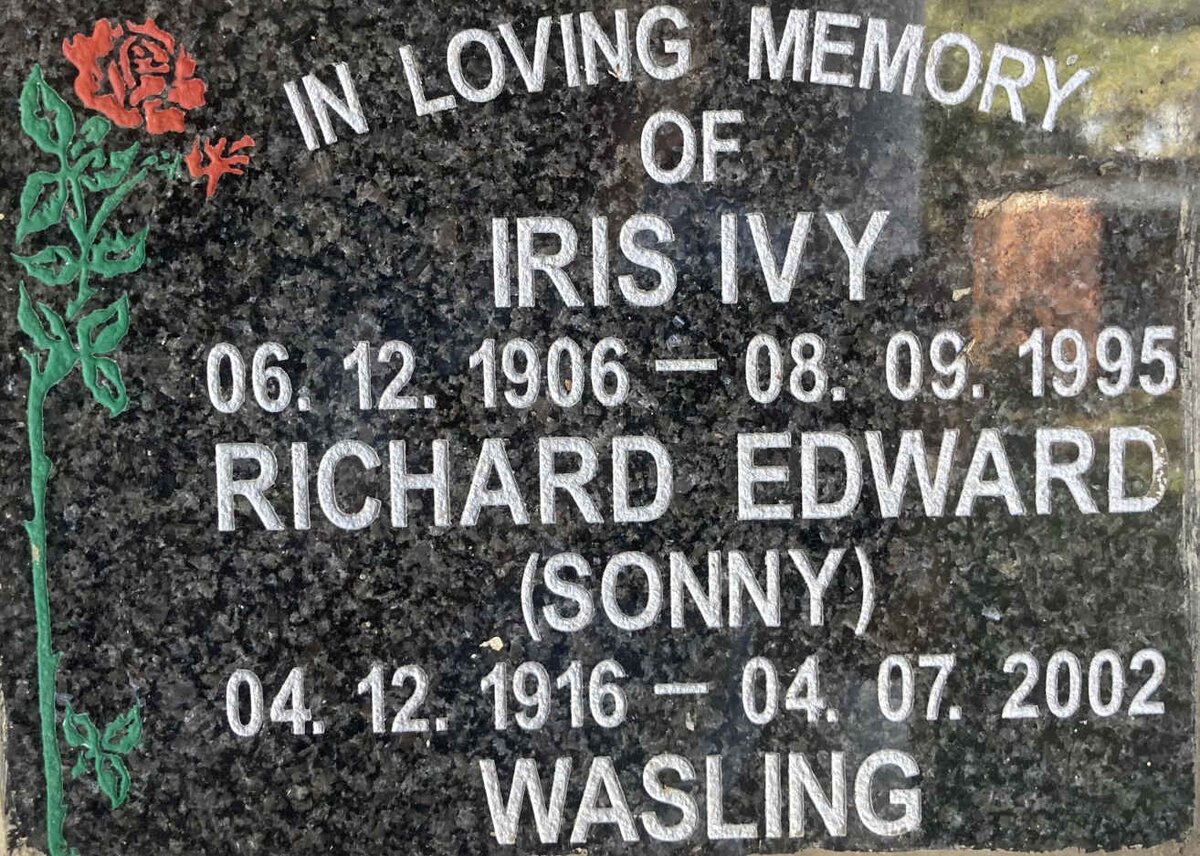 IN LOVING MEMORY
OF
IRIS IVY
06. 12. 1906 — 08. 09. 1995
RICHARD EDWARD
(SONNY)
04. 12. 1916 — 04. 07. 2002
WASLING